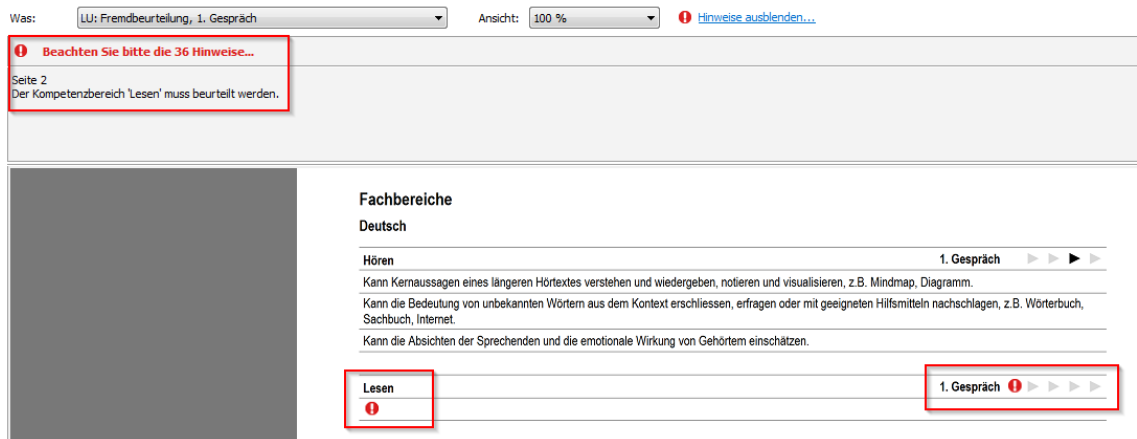 Was: LU: Fremdbeurteilung, 1. Gespräch Ansicht: 100 % Hinweise ausblenden...
Beachten Sie bitte die 36 Hinweise...
Seite 2
Der Kompetenzbereich 'Lesen' muss beurteilt werden.
Fachbereiche
Deutsch
Hören 1. Gespräch
Kann Kernaussagen eines längeren Hörtextes verstehen und wiedergeben, notieren und visualisieren, z.B. Mindmap, Diagramm.
Kann die Bedeutung von unbekannten Wörtern aus dem Kontext erschliessen, erfragen oder mit geeigneten Hilfsmitteln nachschlagen, z.B. Wörterbuch,
Sachbuch, Internet.
Kann die Absichten der Sprechenden und die emotionale Wirkung von Gehörtem einschätzen.
Lesen 1. Gespräch